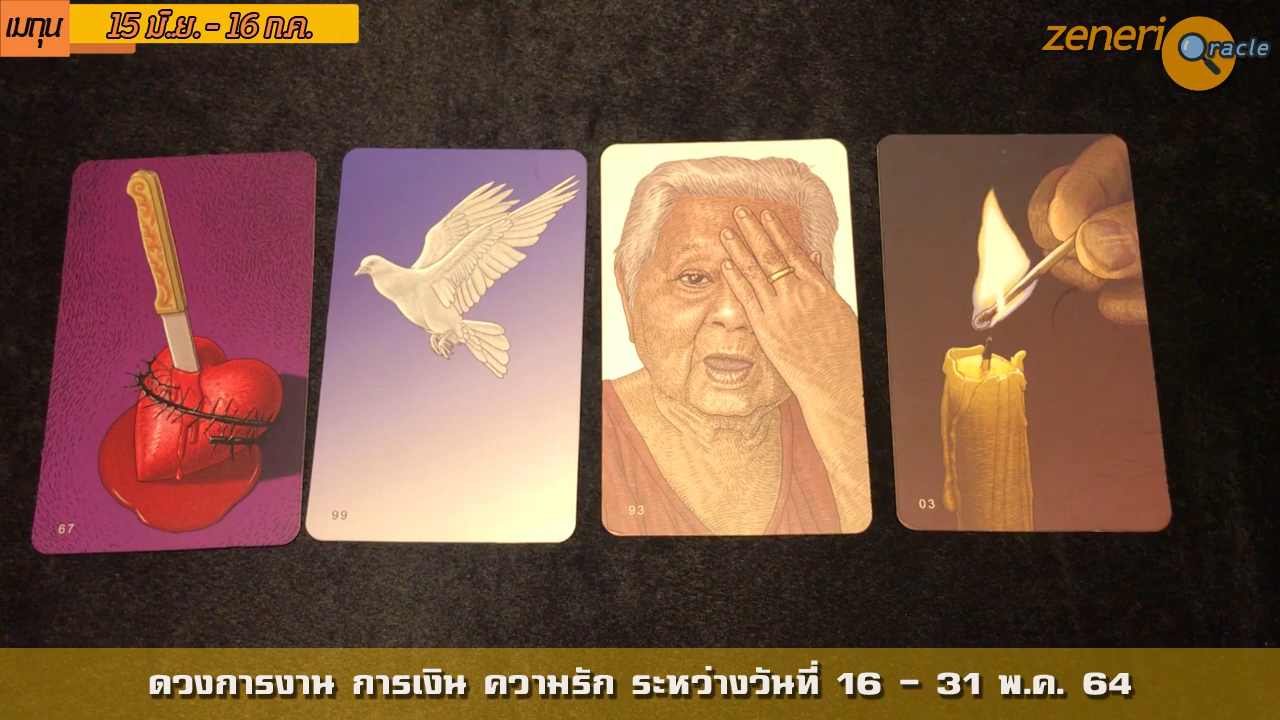 เมถุน
15 มิ.ย. - 16 ก.ค.
zeneri Oracle
67
99
93
03
ดวงการงาน การเงิน ความรัก ระหว่างวันที่ 16 - 31 พ.ค. 64